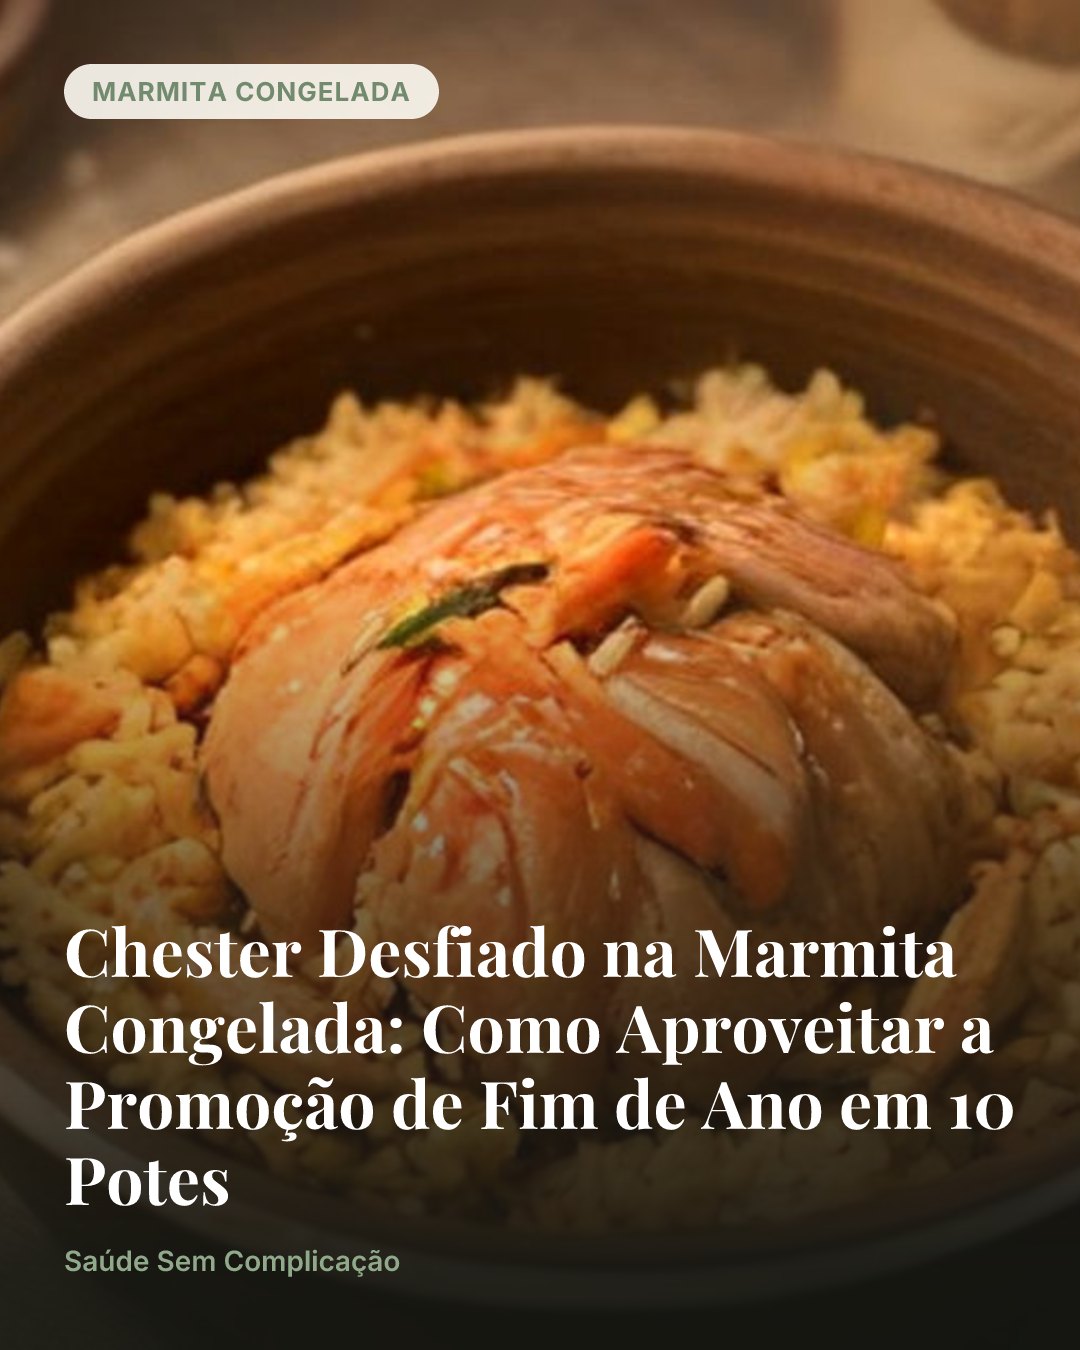 MARMITA CONGELADA
Chester Desfiado na Marmita
Congelada: Como Aproveitar a
Promoção de Fim de Ano em 10
Potes
Saúde Sem Complicação